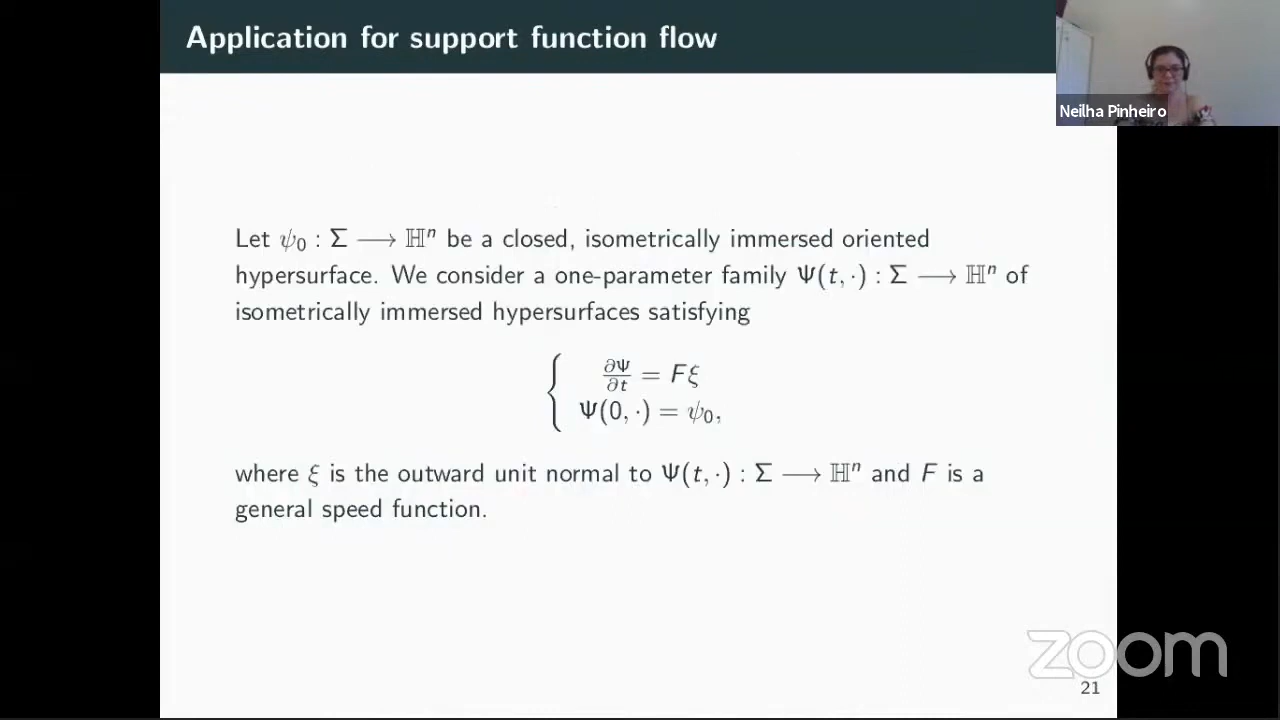 Application for support function flow
Neilha Pinheiro
Let ψ₀ : Σ ⟶ ℍⁿ be a closed, isometrically immersed oriented
hypersurface. We consider a one-parameter family Ψ(t, ·) : Σ ⟶ ℍⁿ of
isometrically immersed hypersurfaces satisfying
∂Ψ/∂t = Fξ
Ψ(0, ·) = ψ₀,
where ξ is the outward unit normal to Ψ(t, ·) : Σ ⟶ ℍⁿ and F is a
general speed function.
zoom
21